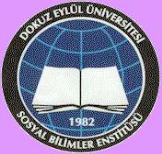 DOKUZ EYLÜL ÜNİVERSİTESİ
1982
SOSYAL BİLİMLER ENSTİTÜSÜ